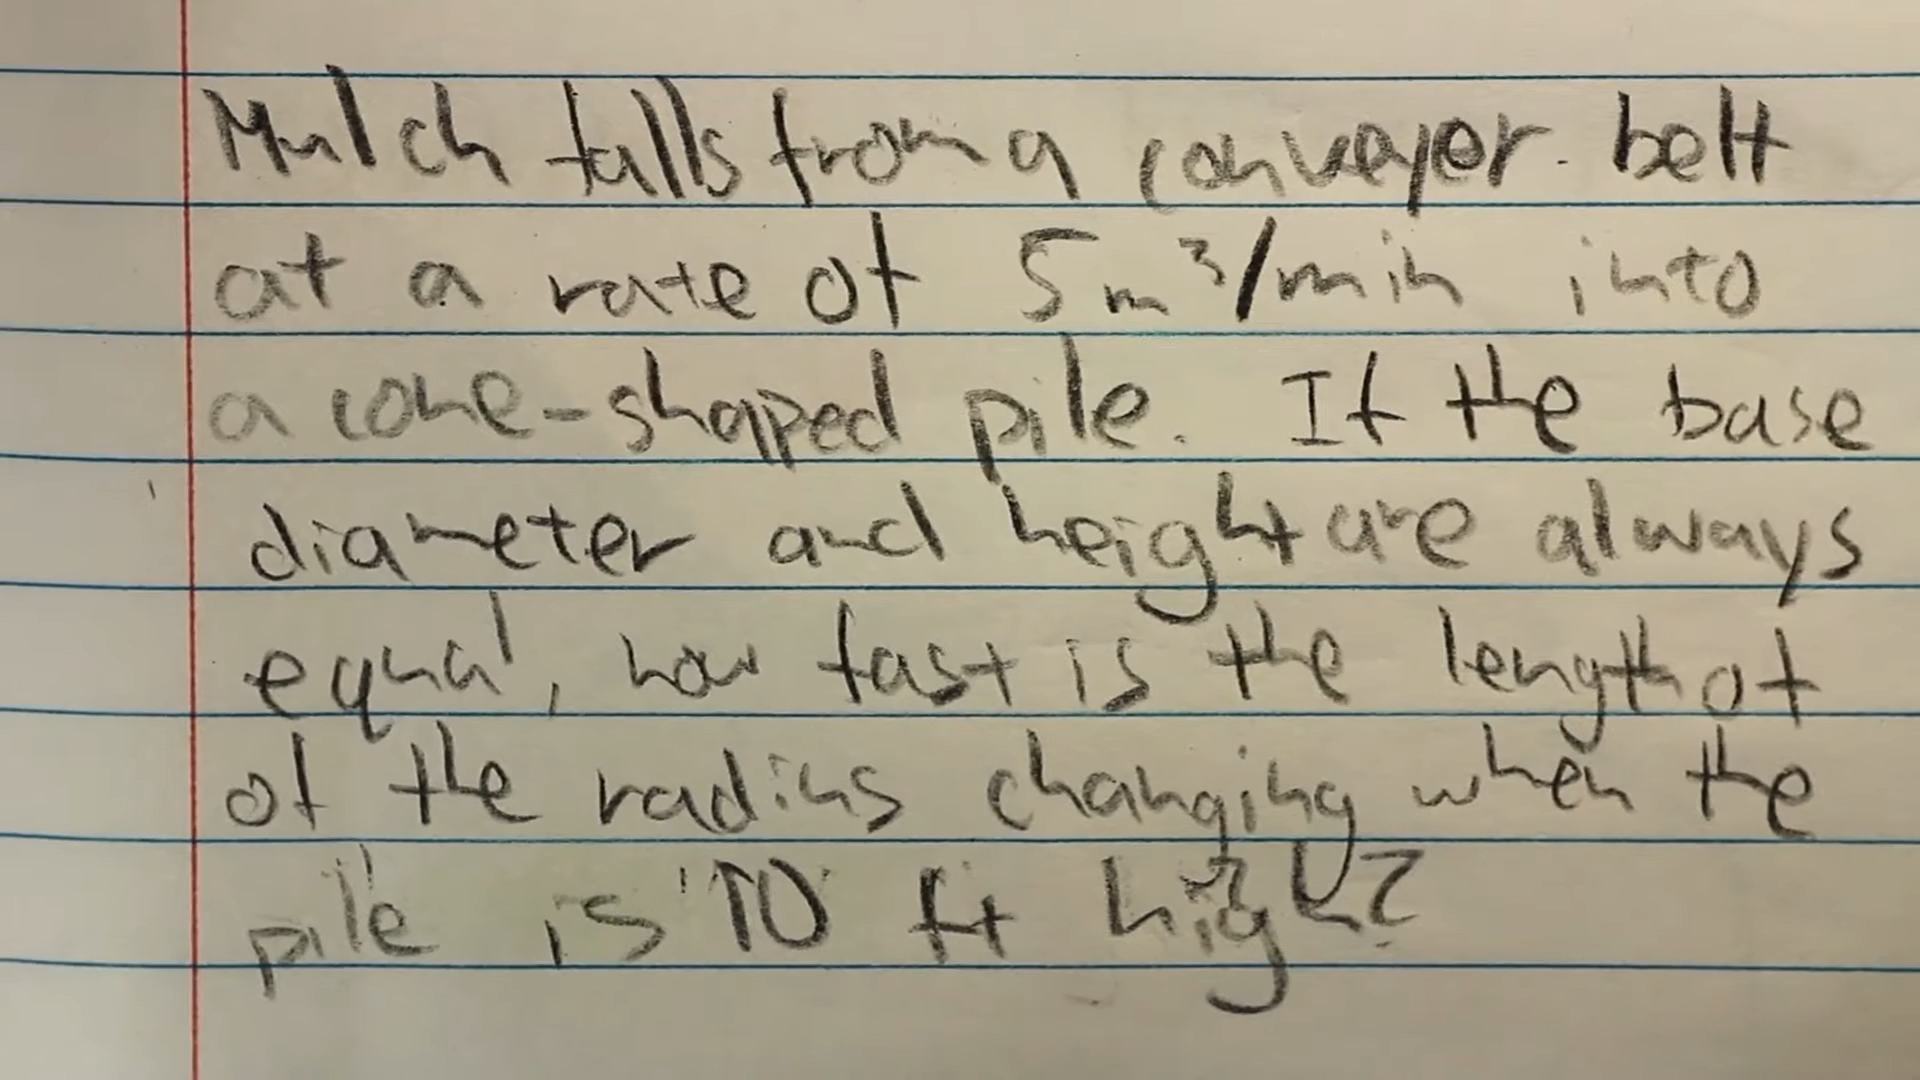 Mulch falls from a conveyer belt
at a rate of 5 m³/min into
a cone-shaped pile. If the base
diameter and height are always
equal, how fast is the length of
of the radius changing when the
pile is 10 ft high?